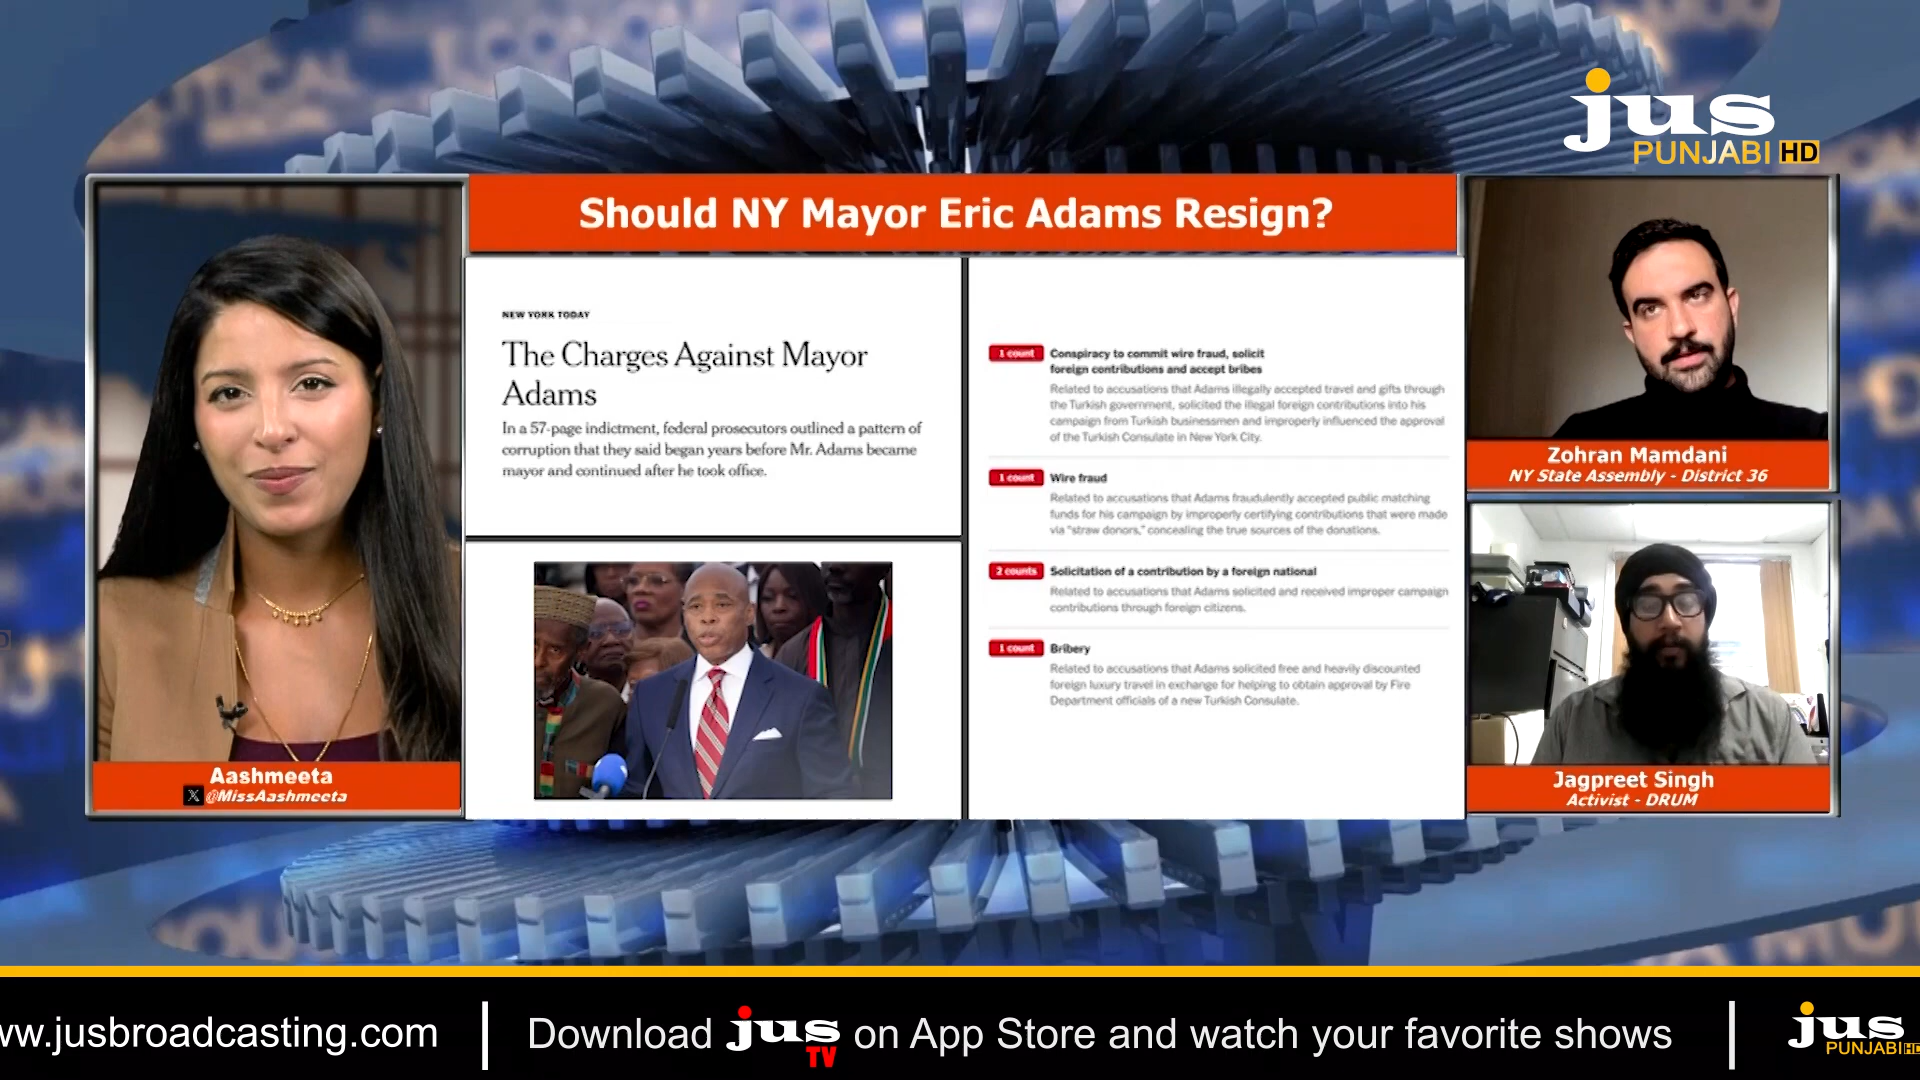 jus
PUNJABI HD
Should NY Mayor Eric Adams Resign?
NEW YORK TODAY
The Charges Against Mayor
Adams
In a 57-page indictment, federal prosecutors outlined a pattern of
corruption that they said began years before Mr. Adams became
mayor and continued after he took office.
1 count
Conspiracy to commit wire fraud, solicit
foreign contributions and accept bribes
Related to accusations that Adams illegally accepted travel and gifts through
the Turkish government, solicited the illegal foreign contributions into his
campaign from Turkish businessmen and improperly influenced the approval
of the Turkish Consulate in New York City.
1 count
Wire fraud
Related to accusations that Adams fraudulently accepted public matching
funds for his campaign by improperly certifying contributions that were made
via "straw donors," concealing the true sources of the donations.
2 counts
Solicitation of a contribution by a foreign national
Related to accusations that Adams solicited and received improper campaign
contributions through foreign citizens.
1 count
Bribery
Related to accusations that Adams solicited free and heavily discounted
foreign luxury travel in exchange for helping to obtain approval by Fire
Department officials of a new Turkish Consulate.
Zohran Mamdani
NY State Assembly - District 36
Aashmeeta
X @MissAashmeeta
Jagpreet Singh
Activist - DRUM
ww.jusbroadcasting.com | Download jus TV on App Store and watch your favorite shows | jus PUNJABI HD